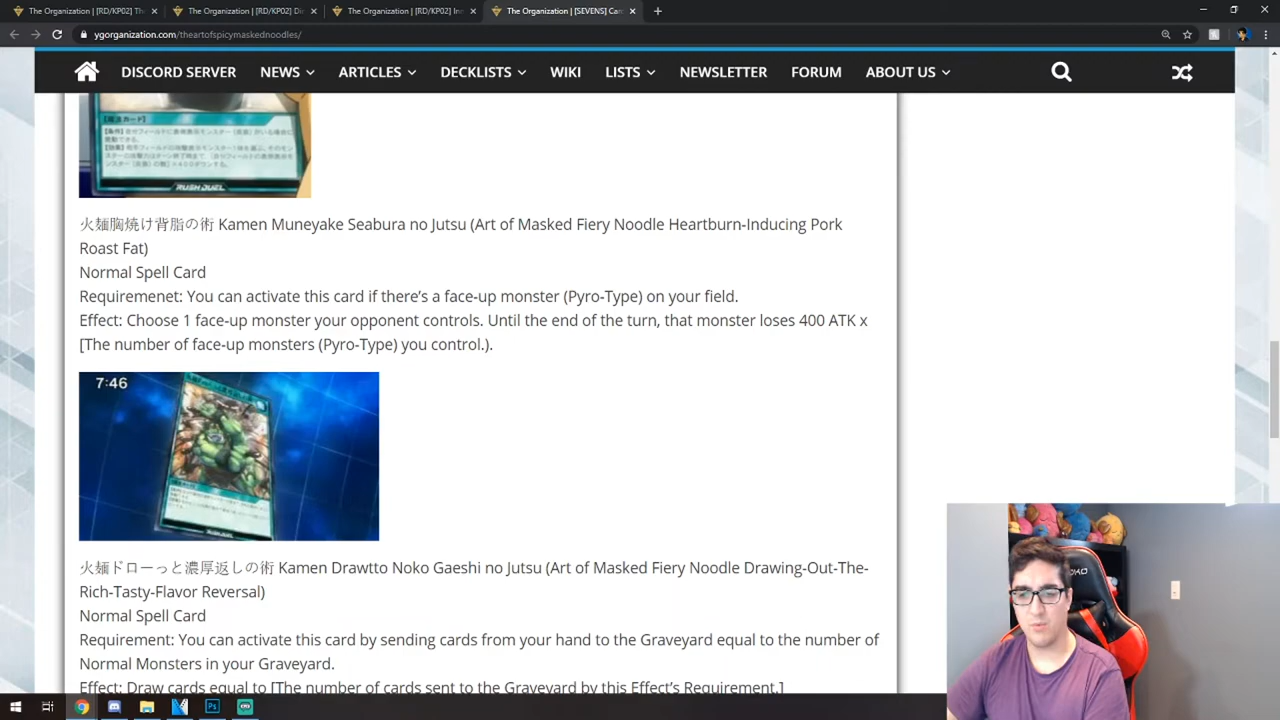 The Organization | [RD/KP02] Th
The Organization | [RD/KP02] Di
The Organization | [RD/KP02] In
The Organization | [SEVENS] Car
ygorganization.com/theartofspicymaskednoodles/
DISCORD SERVER NEWS ARTICLES DECKLISTS WIKI LISTS NEWSLETTER FORUM ABOUT US
RUSH DUEL
火麺胸焼け背脂の術 Kamen Muneyake Seabura no Jutsu (Art of Masked Fiery Noodle Heartburn-Inducing Pork
Roast Fat)
Normal Spell Card
Requiremenet: You can activate this card if there's a face-up monster (Pyro-Type) on your field.
Effect: Choose 1 face-up monster your opponent controls. Until the end of the turn, that monster loses 400 ATK x
[The number of face-up monsters (Pyro-Type) you control.).
7:46
RUSH DUEL
火麺ドローっと濃厚返しの術 Kamen Drawtto Noko Gaeshi no Jutsu (Art of Masked Fiery Noodle Drawing-Out-The-
Rich-Tasty-Flavor Reversal)
Normal Spell Card
Requirement: You can activate this card by sending cards from your hand to the Graveyard equal to the number of
Normal Monsters in your Graveyard.
Effect: Draw cards equal to [The number of cards sent to the Graveyard by this Effect's Requirement.]